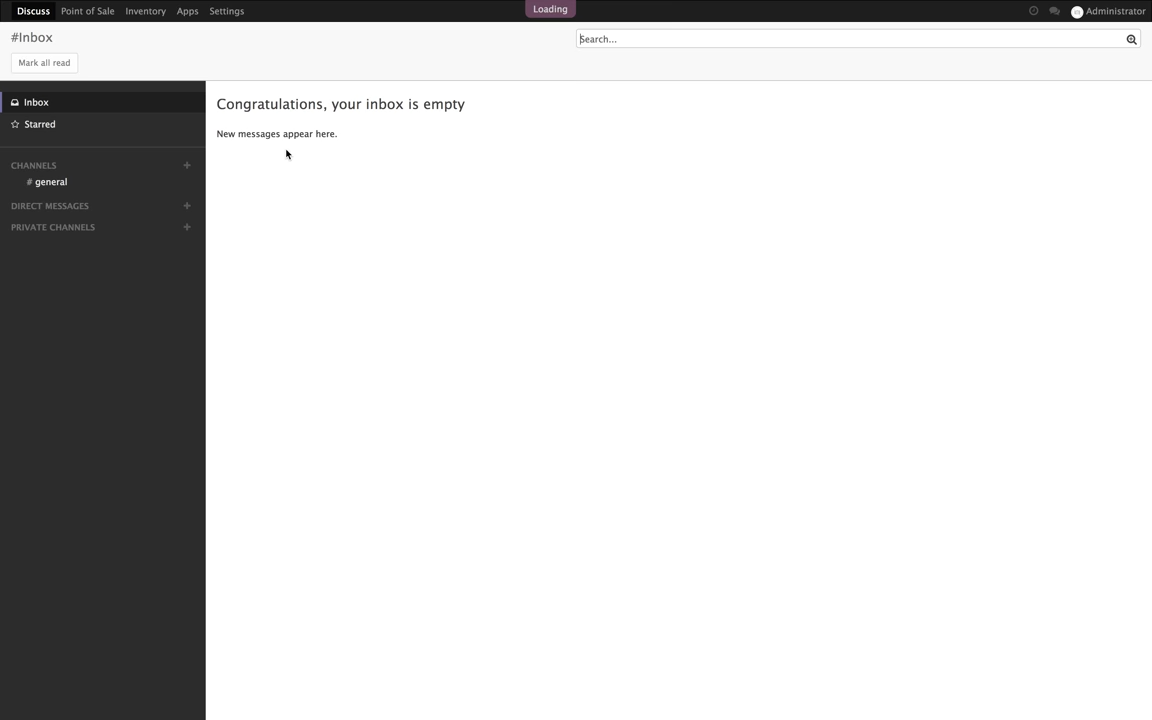 Discuss Point of Sale Inventory Apps Settings Loading Administrator
#Inbox
Search...
Mark all read
Inbox
Starred
CHANNELS
# general
DIRECT MESSAGES
PRIVATE CHANNELS
Congratulations, your inbox is empty
New messages appear here.